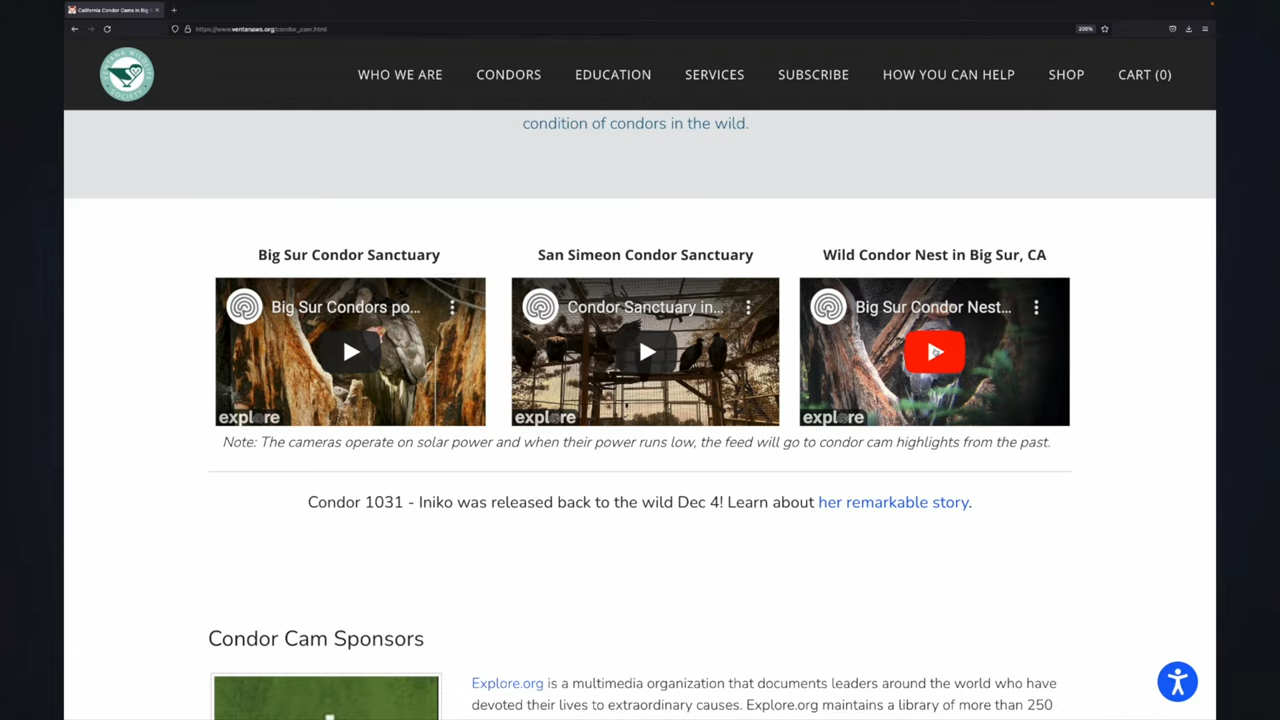 California Condor Cams in Big S
https://www.ventanaws.org/condor_cam.html
200%
VENTANA WILDLIFE SOCIETY
WHO WE ARE
CONDORS
EDUCATION
SERVICES
SUBSCRIBE
HOW YOU CAN HELP
SHOP
CART (0)
condition of condors in the wild.
Big Sur Condor Sanctuary
San Simeon Condor Sanctuary
Wild Condor Nest in Big Sur, CA
Big Sur Condors po...
Condor Sanctuary in...
Big Sur Condor Nest...
explore
explore
explore
Note: The cameras operate on solar power and when their power runs low, the feed will go to condor cam highlights from the past.
Condor 1031 - Iniko was released back to the wild Dec 4! Learn about her remarkable story.
Condor Cam Sponsors
Explore.org is a multimedia organization that documents leaders around the world who have
devoted their lives to extraordinary causes. Explore.org maintains a library of more than 250